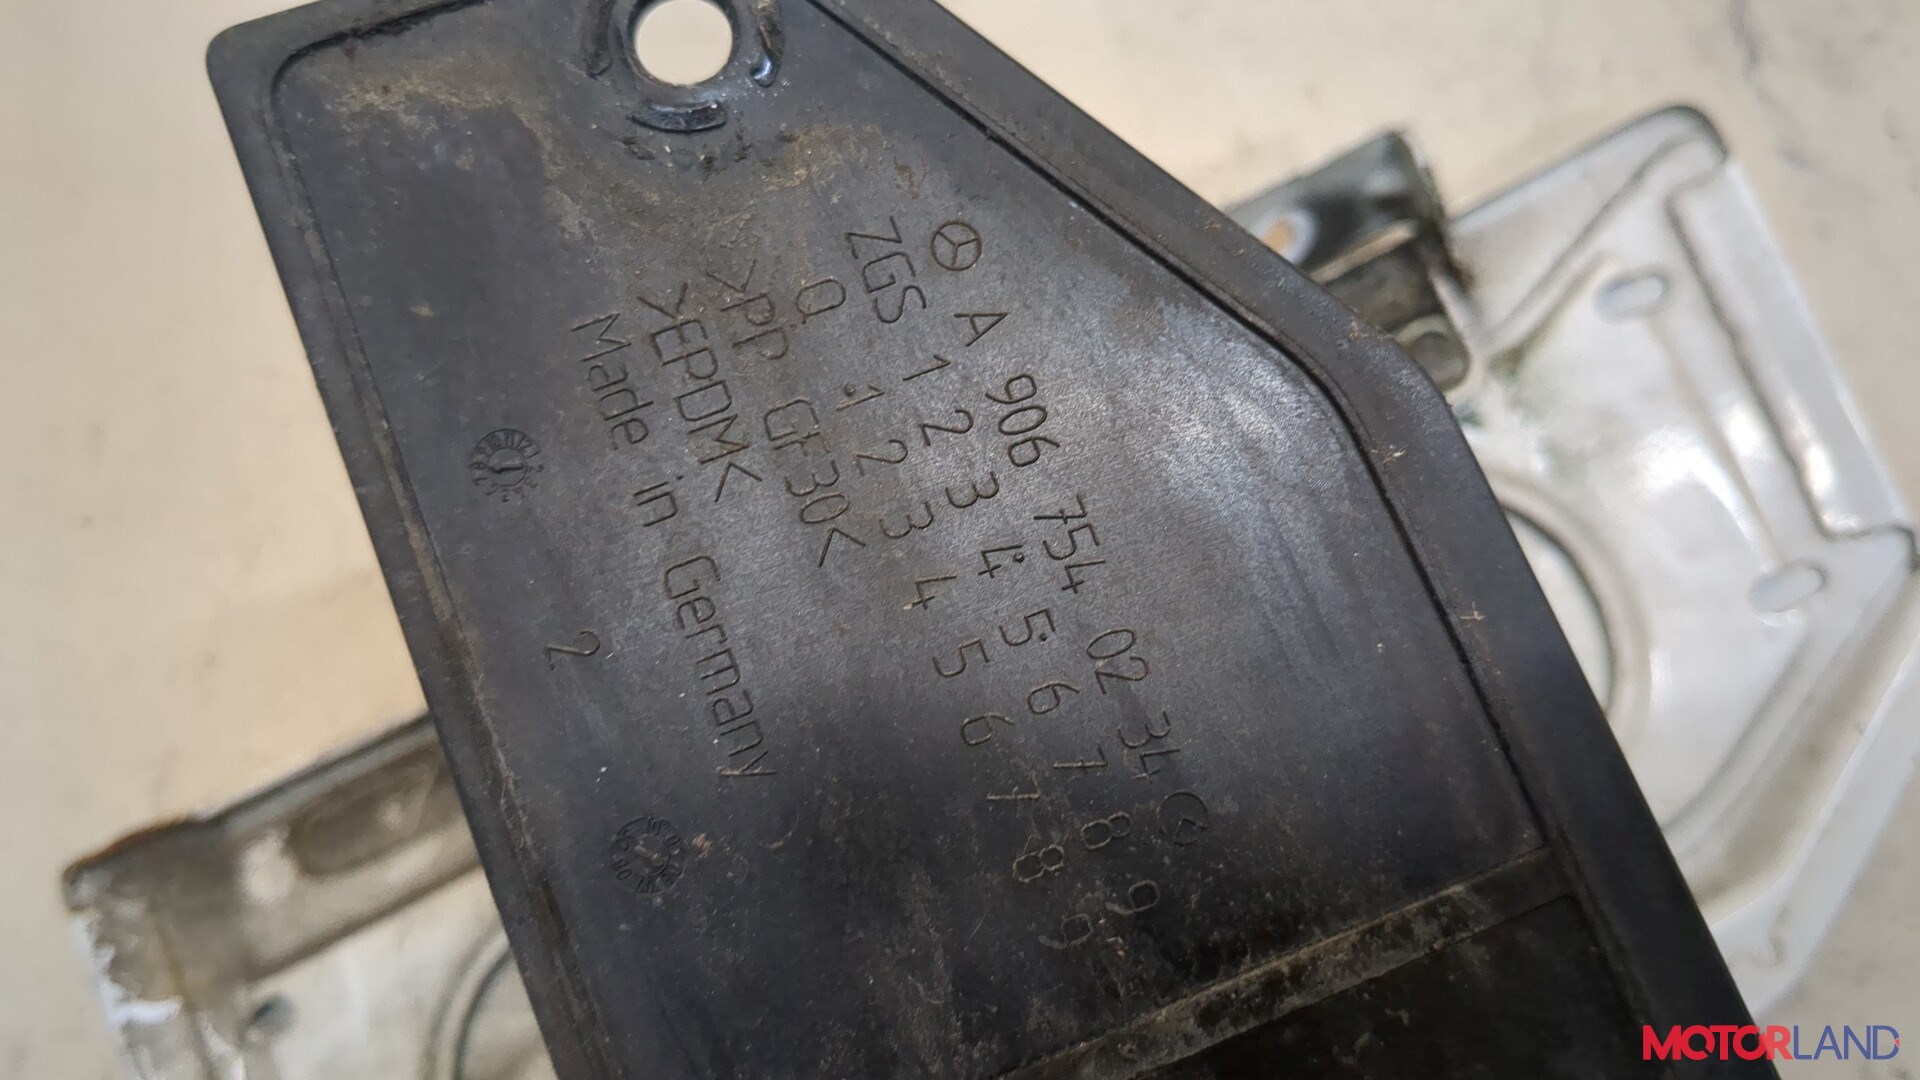 A 906 754 02 34
ZGS 1 2 3 4 5 6 7 8 9
Q 1 2 3 4 5 6 7 8 9
>PP GF30<
>EPDM<
Made in Germany
2
MOTORLAND